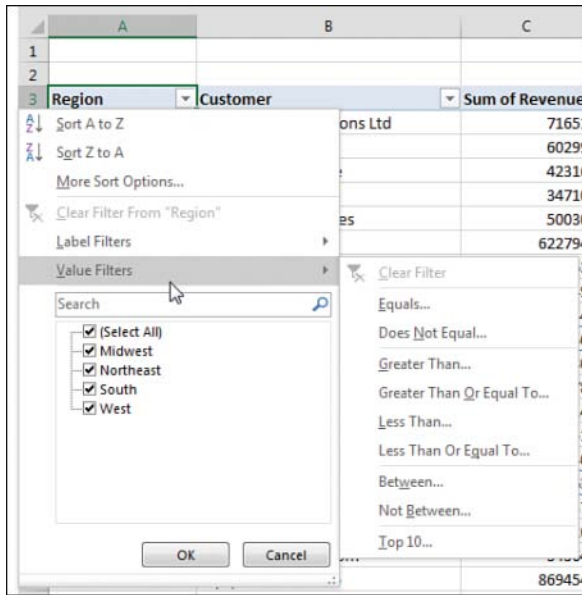 A B C
1
2
3 Region Customer Sum of Revenue
Sort A to Z ons Ltd
Sort Z to A
More Sort Options...
Clear Filter From "Region" es
Label Filters 622794
Value Filters Clear Filter
Search Equals...
(Select All) Does Not Equal...
Midwest Greater Than...
Northeast Greater Than Or Equal To...
South Less Than...
West Less Than Or Equal To...
Between...
Not Between...
Top 10...
OK Cancel
869454